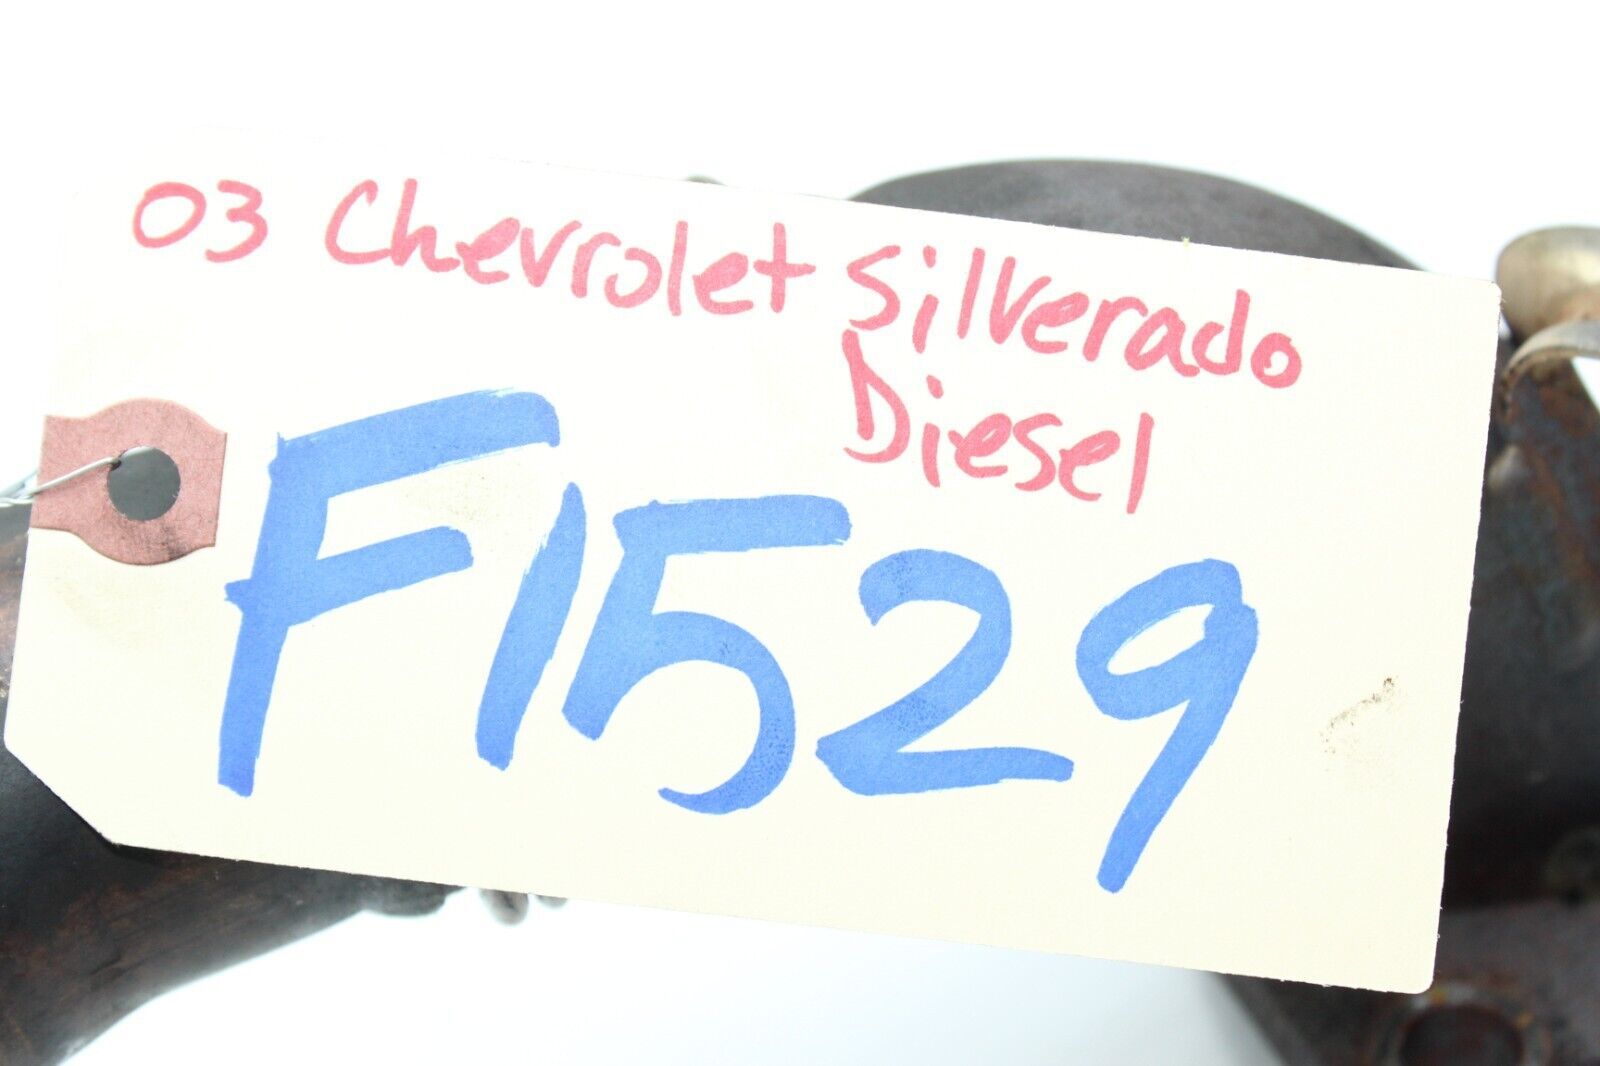 03 Chevrolet Silverado
Diesel
F1529